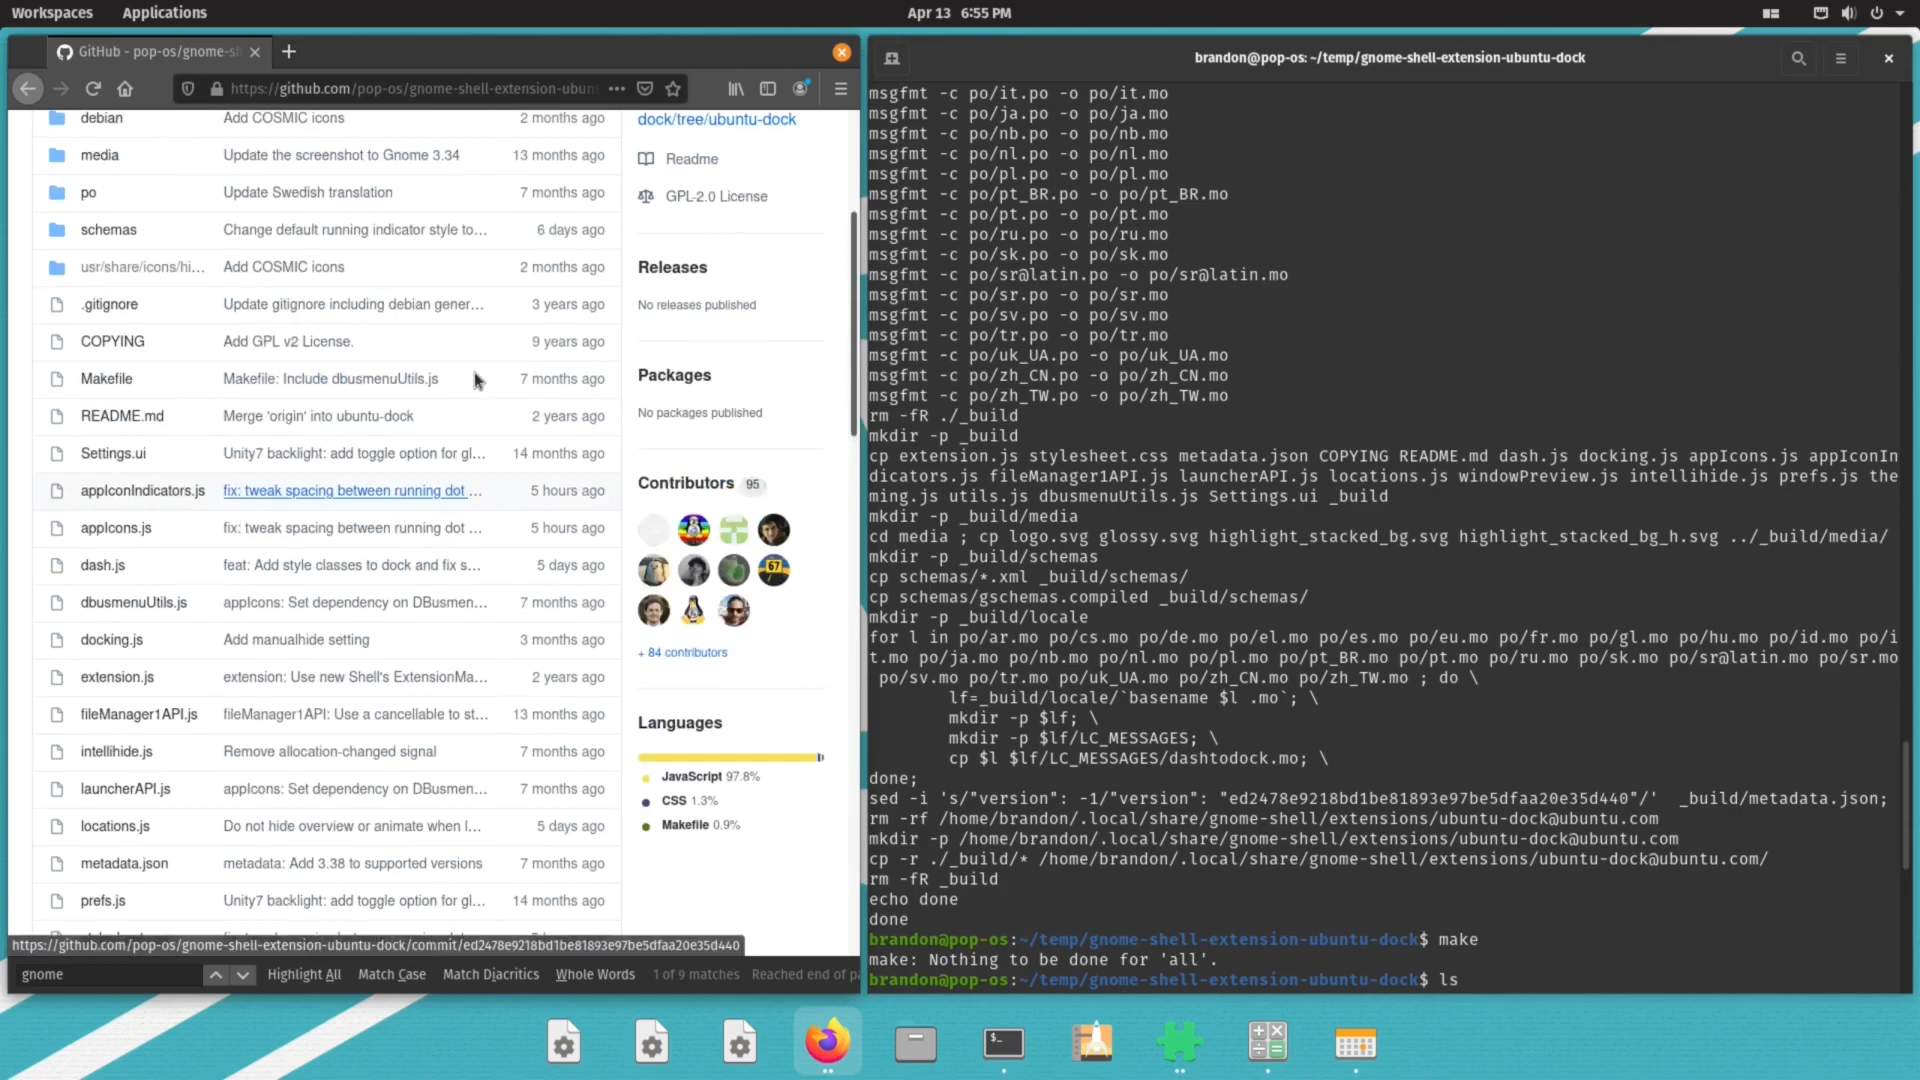 Workspaces
Applications
Apr 13 6:55 PM
GitHub - pop-os/gnome-sh
https://github.com/pop-os/gnome-shell-extension-ubunt
debian Add COSMIC icons 2 months ago
media Update the screenshot to Gnome 3.34 13 months ago
po Update Swedish translation 7 months ago
schemas Change default running indicator style to… 6 days ago
usr/share/icons/hi… Add COSMIC icons 2 months ago
.gitignore Update gitignore including debian gener… 3 years ago
COPYING Add GPL v2 License. 9 years ago
Makefile Makefile: Include dbusmenuUtils.js 7 months ago
README.md Merge 'origin' into ubuntu-dock 2 years ago
Settings.ui Unity7 backlight: add toggle option for gl… 14 months ago
appIconIndicators.js fix: tweak spacing between running dot … 5 hours ago
appIcons.js fix: tweak spacing between running dot … 5 hours ago
dash.js feat: Add style classes to dock and fix s… 5 days ago
dbusmenuUtils.js appIcons: Set dependency on DBusmen… 7 months ago
docking.js Add manualhide setting 3 months ago
extension.js extension: Use new Shell's ExtensionMa… 2 years ago
fileManager1API.js fileManager1API: Use a cancellable to st… 13 months ago
intellihide.js Remove allocation-changed signal 7 months ago
launcherAPI.js appIcons: Set dependency on DBusmen… 7 months ago
locations.js Do not hide overview or animate when l… 5 days ago
metadata.json metadata: Add 3.38 to supported versions 7 months ago
prefs.js Unity7 backlight: add toggle option for gl… 14 months ago
dock/tree/ubuntu-dock
Readme
GPL-2.0 License
Releases
No releases published
Packages
No packages published
Contributors 95
67
+ 84 contributors
Languages
JavaScript 97.8%
CSS 1.3%
Makefile 0.9%
https://github.com/pop-os/gnome-shell-extension-ubuntu-dock/commit/ed2478e9218bd1be81893e97be5dfaa20e35d440
gnome
Highlight All
Match Case
Match Diacritics
Whole Words
1 of 9 matches
Reached end of pa
brandon@pop-os: ~/temp/gnome-shell-extension-ubuntu-dock
msgfmt -c po/it.po -o po/it.mo
msgfmt -c po/ja.po -o po/ja.mo
msgfmt -c po/nb.po -o po/nb.mo
msgfmt -c po/nl.po -o po/nl.mo
msgfmt -c po/pl.po -o po/pl.mo
msgfmt -c po/pt_BR.po -o po/pt_BR.mo
msgfmt -c po/pt.po -o po/pt.mo
msgfmt -c po/ru.po -o po/ru.mo
msgfmt -c po/sk.po -o po/sk.mo
msgfmt -c po/sr@latin.po -o po/sr@latin.mo
msgfmt -c po/sr.po -o po/sr.mo
msgfmt -c po/sv.po -o po/sv.mo
msgfmt -c po/tr.po -o po/tr.mo
msgfmt -c po/uk_UA.po -o po/uk_UA.mo
msgfmt -c po/zh_CN.po -o po/zh_CN.mo
msgfmt -c po/zh_TW.po -o po/zh_TW.mo
rm -fR ./_build
mkdir -p _build
cp extension.js stylesheet.css metadata.json COPYING README.md dash.js docking.js appIcons.js appIconIn
dicators.js fileManager1API.js launcherAPI.js locations.js windowPreview.js intellihide.js prefs.js the
ming.js utils.js dbusmenuUtils.js Settings.ui _build
mkdir -p _build/media
cd media ; cp logo.svg glossy.svg highlight_stacked_bg.svg highlight_stacked_bg_h.svg ../_build/media/
mkdir -p _build/schemas
cp schemas/*.xml _build/schemas/
cp schemas/gschemas.compiled _build/schemas/
mkdir -p _build/locale
for l in po/ar.mo po/cs.mo po/de.mo po/el.mo po/es.mo po/eu.mo po/fr.mo po/gl.mo po/hu.mo po/id.mo po/i
t.mo po/ja.mo po/nb.mo po/nl.mo po/pl.mo po/pt_BR.mo po/pt.mo po/ru.mo po/sk.mo po/sr@latin.mo po/sr.mo
po/sv.mo po/tr.mo po/uk_UA.mo po/zh_CN.mo po/zh_TW.mo ; do \
lf=_build/locale/`basename $l .mo`; \
mkdir -p $lf; \
mkdir -p $lf/LC_MESSAGES; \
cp $l $lf/LC_MESSAGES/dashtodock.mo; \
done;
sed -i 's/"version": -1/"version": "ed2478e9218bd1be81893e97be5dfaa20e35d440"/' _build/metadata.json;
rm -rf /home/brandon/.local/share/gnome-shell/extensions/ubuntu-dock@ubuntu.com
mkdir -p /home/brandon/.local/share/gnome-shell/extensions/ubuntu-dock@ubuntu.com
cp -r ./_build/* /home/brandon/.local/share/gnome-shell/extensions/ubuntu-dock@ubuntu.com/
rm -fR _build
echo done
done
brandon@pop-os:~/temp/gnome-shell-extension-ubuntu-dock$ make
make: Nothing to be done for 'all'.
brandon@pop-os:~/temp/gnome-shell-extension-ubuntu-dock$ ls